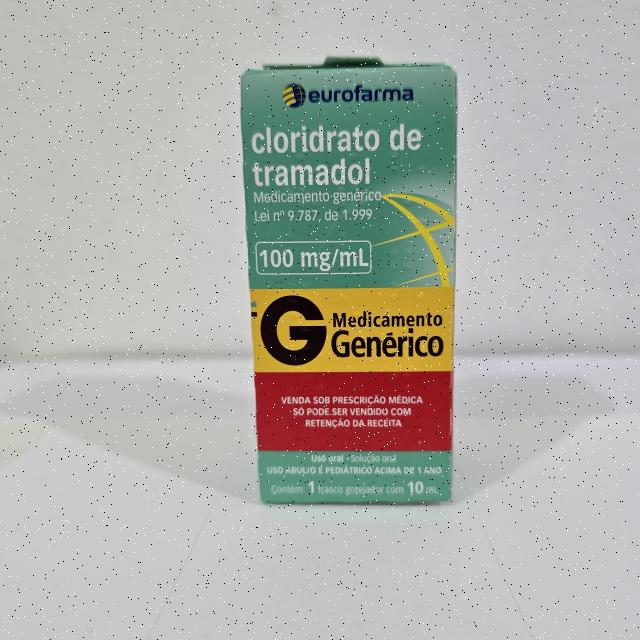 eurofarma
cloridrato de
tramadol
Medicamento genérico
Lei nº 9.787, de 1.999
100 mg/mL
G Medicamento
Genérico
VENDA SOB PRESCRIÇÃO MÉDICA
SÓ PODE SER VENDIDO COM
RETENÇÃO DA RECEITA
Uso oral - Solução oral
USO ADULTO E PEDIÁTRICO ACIMA DE 1 ANO
Contém: 1 frasco gotejador com 10 mL